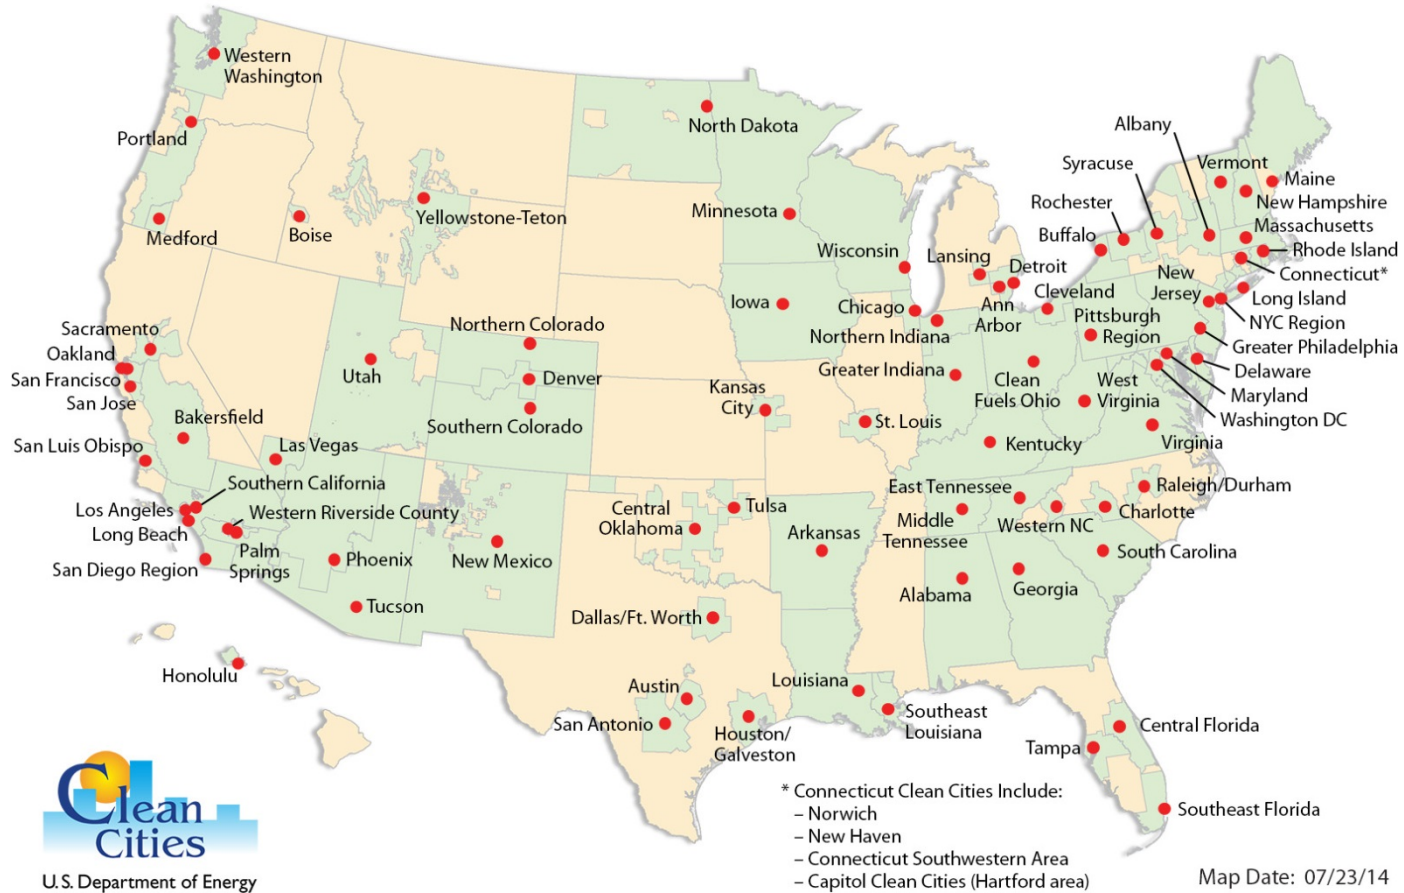 Western
Washington
Portland
Medford
Boise
Yellowstone-Teton
North Dakota
Minnesota
Wisconsin
Iowa
Chicago
Northern Indiana
Greater Indiana
Lansing
Detroit
Ann
Arbor
Cleveland
Pittsburgh
Region
Clean
Fuels Ohio
West
Virginia
Kentucky
Virginia
Albany
Syracuse
Rochester
Buffalo
Vermont
Maine
New Hampshire
Massachusetts
Rhode Island
Connecticut*
New
Jersey
Long Island
NYC Region
Greater Philadelphia
Delaware
Maryland
Washington DC
Sacramento
Oakland
San Francisco
San Jose
Bakersfield
San Luis Obispo
Las Vegas
Southern California
Los Angeles
Western Riverside County
Long Beach
Palm
Springs
San Diego Region
Phoenix
Tucson
Utah
Northern Colorado
Denver
Southern Colorado
New Mexico
Kansas
City
St. Louis
Central
Oklahoma
Tulsa
Arkansas
East Tennessee
Middle
Tennessee
Western NC
Raleigh/Durham
Charlotte
South Carolina
Alabama
Georgia
Dallas/Ft. Worth
Austin
San Antonio
Houston/
Galveston
Louisiana
Southeast
Louisiana
Central Florida
Tampa
Southeast Florida
Honolulu
* Connecticut Clean Cities Include:
– Norwich
– New Haven
– Connecticut Southwestern Area
– Capitol Clean Cities (Hartford area)
Clean
Cities
U.S. Department of Energy
Map Date: 07/23/14